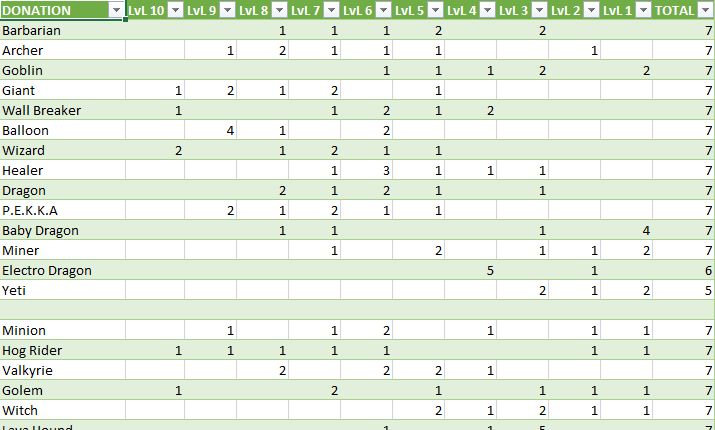 DONATION LvL 10 LvL 9 LvL 8 LvL 7 LvL 6 LvL 5 LvL 4 LvL 3 LvL 2 LvL 1 TOTAL
Barbarian 1 1 1 2 2 7
Archer 1 2 1 1 1 1 7
Goblin 1 1 1 2 2 7
Giant 1 2 1 2 1 7
Wall Breaker 1 1 2 1 2 7
Balloon 4 1 2 7
Wizard 2 1 2 1 1 7
Healer 1 3 1 1 1 7
Dragon 2 1 2 1 1 7
P.E.K.K.A 2 1 2 1 1 7
Baby Dragon 1 1 1 4 7
Miner 1 2 1 1 2 7
Electro Dragon 5 1 6
Yeti 2 1 2 5
Minion 1 1 2 1 1 1 7
Hog Rider 1 1 1 1 1 1 1 7
Valkyrie 2 2 2 1 7
Golem 1 2 1 1 1 1 7
Witch 2 1 2 1 1 7
Lava Hound 1 1 5 7